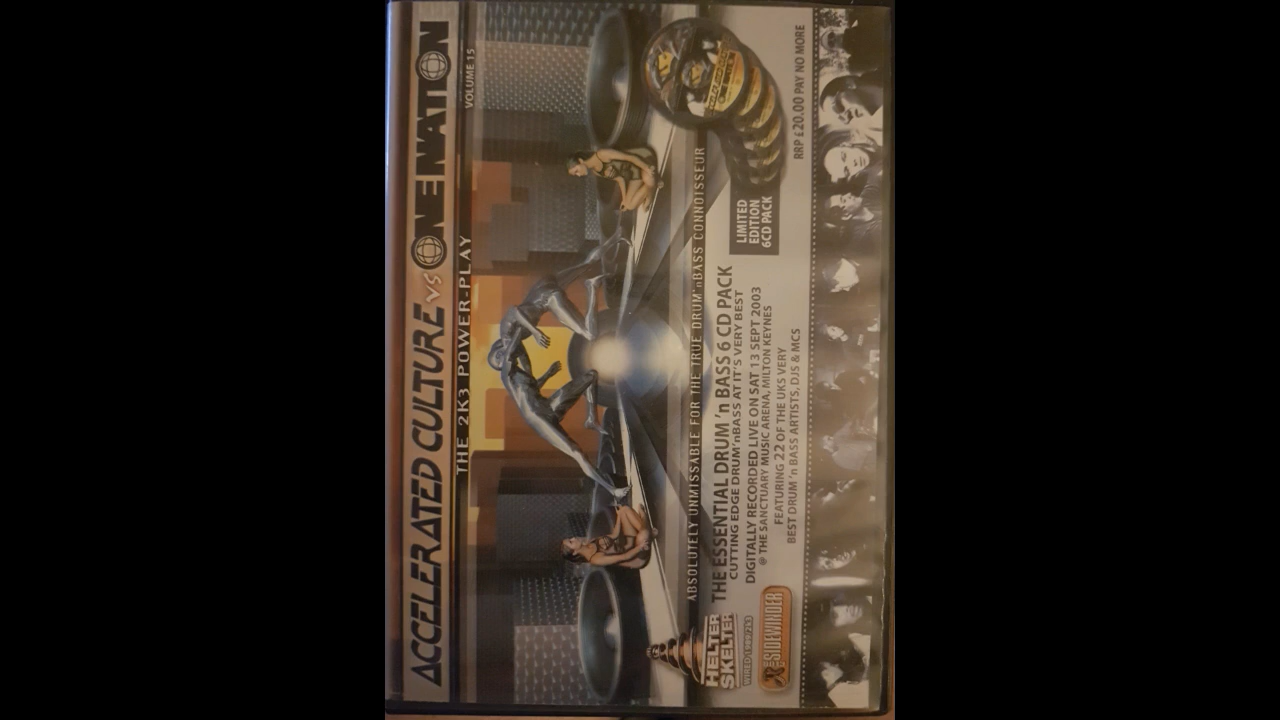 ACCELERATED CULTURE vs ONE NATION
THE 2K3 POWER-PLAY
VOLUME 15
ABSOLUTELY UNMISSABLE FOR THE TRUE DRUM'nBASS CONNOISSEUR
THE ESSENTIAL DRUM 'n BASS 6 CD PACK
CUTTING EDGE DRUM'nBASS AT IT'S VERY BEST
DIGITALLY RECORDED LIVE ON SAT 13 SEPT 2003
@ THE SANCTUARY MUSIC ARENA, MILTON KEYNES
FEATURING 22 OF THE UKS VERY
BEST DRUM 'n BASS ARTISTS, DJS & MCS
HELTER
SKELTER
SIDEWINDER
LIMITED
EDITION
6CD PACK
RRP £20.00 PAY NO MORE